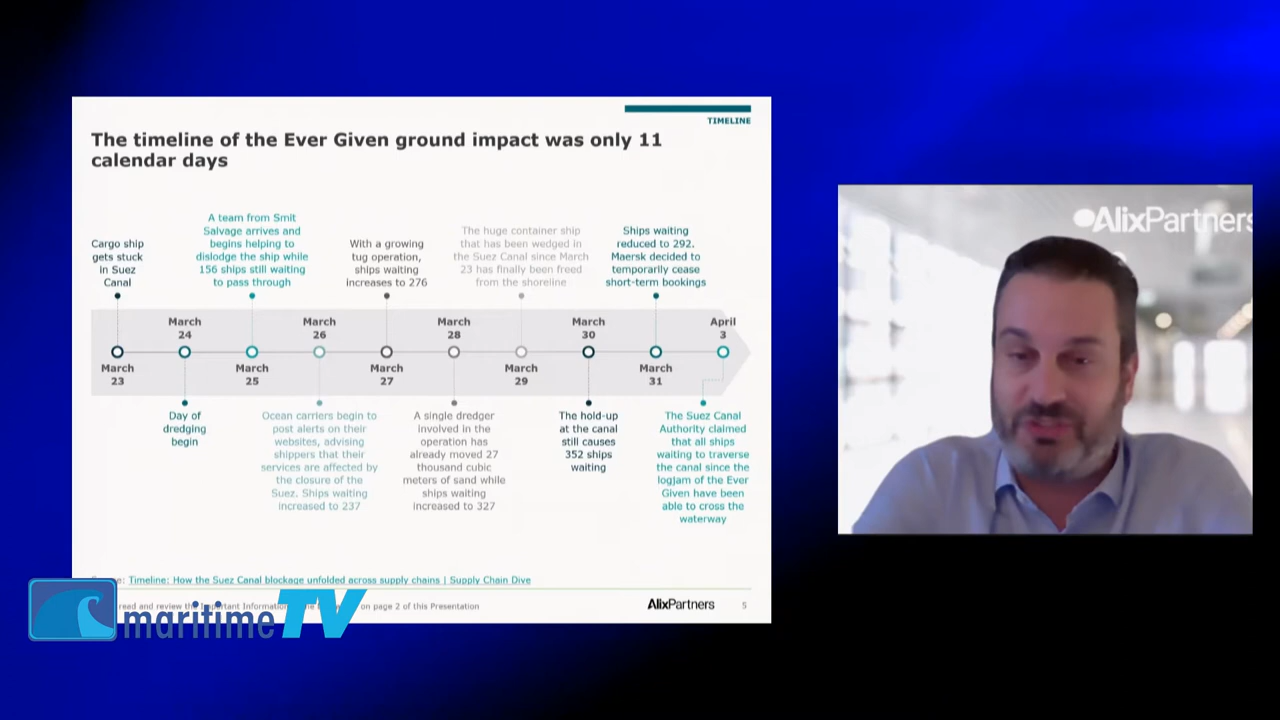 TIMELINE
The timeline of the Ever Given ground impact was only 11
calendar days
Cargo ship
gets stuck
in Suez
Canal
A team from Smit
Salvage arrives and
begins helping to
dislodge the ship while
156 ships still waiting
to pass through
With a growing
tug operation,
ships waiting
increases to 276
The huge container ship
that has been wedged in
the Suez Canal since March
23 has finally been freed
from the shoreline
Ships waiting
reduced to 292.
Maersk decided to
temporarily cease
short-term bookings
March
23
March
24
March
25
March
26
March
27
March
28
March
29
March
30
March
31
April
3
Day of
dredging
begin
Ocean carriers begin to
post alerts on their
websites, advising
shippers that their
services are affected by
the closure of the
Suez. Ships waiting
increased to 237
A single dredger
involved in the
operation has
already moved 27
thousand cubic
meters of sand while
ships waiting
increased to 327
The hold-up
at the canal
still causes
352 ships
waiting
The Suez Canal
Authority claimed
that all ships
waiting to traverse
the canal since the
logjam of the Ever
Given have been
able to cross the
waterway
Timeline: How the Suez Canal blockage unfolded across supply chains | Supply Chain Dive
read and review the Important on page 2 of this Presentation
AlixPartners
5
maritimeTV
AlixPartners